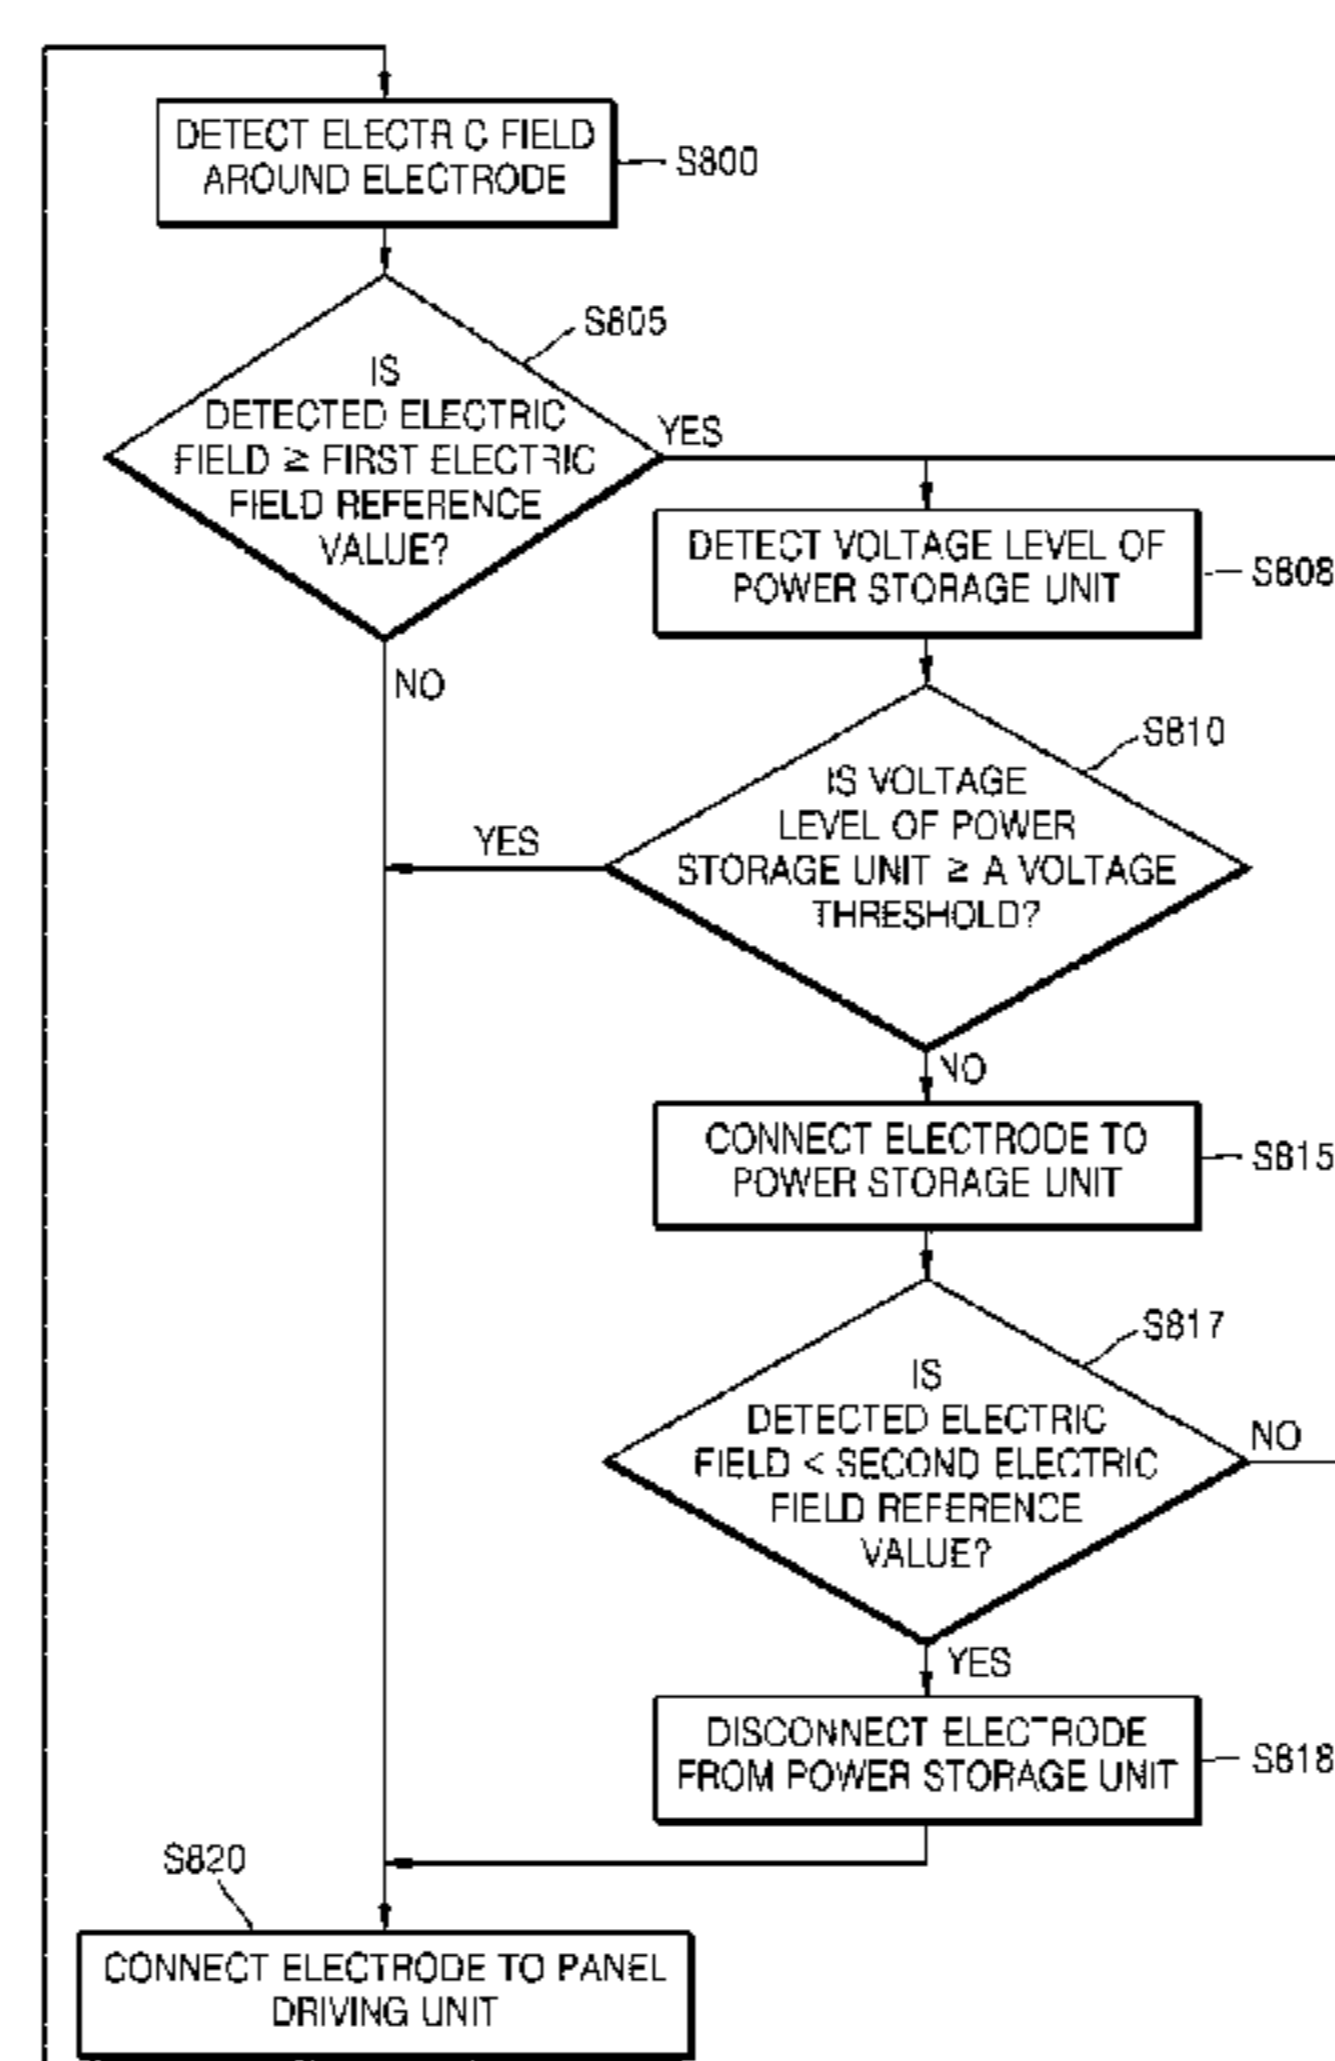 DETECT ELECTRIC FIELD
AROUND ELECTRODE
S800
S805
IS
DETECTED ELECTRIC
FIELD ≥ FIRST ELECTRIC
FIELD REFERENCE
VALUE?
YES
NO
DETECT VOLTAGE LEVEL OF
POWER STORAGE UNIT
S808
S810
IS VOLTAGE
LEVEL OF POWER
STORAGE UNIT ≥ A VOLTAGE
THRESHOLD?
YES
NO
CONNECT ELECTRODE TO
POWER STORAGE UNIT
S815
S817
IS
DETECTED ELECTRIC
FIELD < SECOND ELECTRIC
FIELD REFERENCE
VALUE?
NO
YES
DISCONNECT ELECTRODE
FROM POWER STORAGE UNIT
S818
S820
CONNECT ELECTRODE TO PANEL
DRIVING UNIT